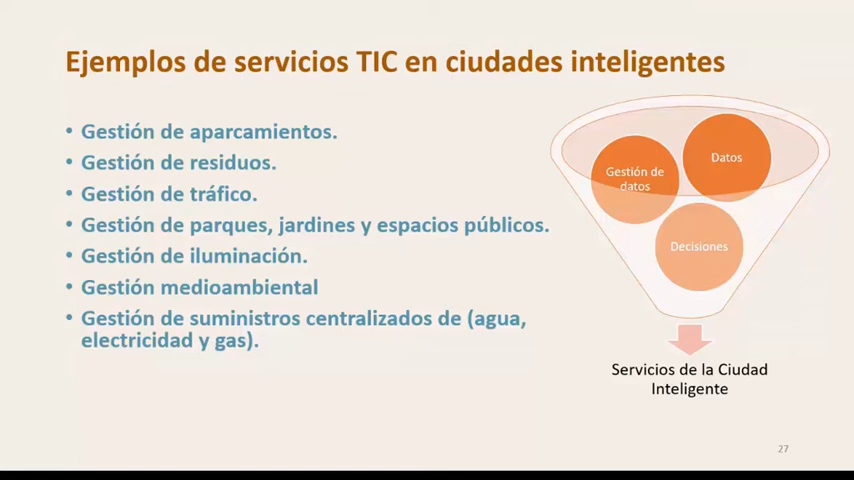 Ejemplos de servicios TIC en ciudades inteligentes
• Gestión de aparcamientos.
• Gestión de residuos.
• Gestión de tráfico.
• Gestión de parques, jardines y espacios públicos.
• Gestión de iluminación.
• Gestión medioambiental
• Gestión de suministros centralizados de (agua,
electricidad y gas).
Gestión de
datos
Datos
Decisiones
Servicios de la Ciudad
Inteligente
27